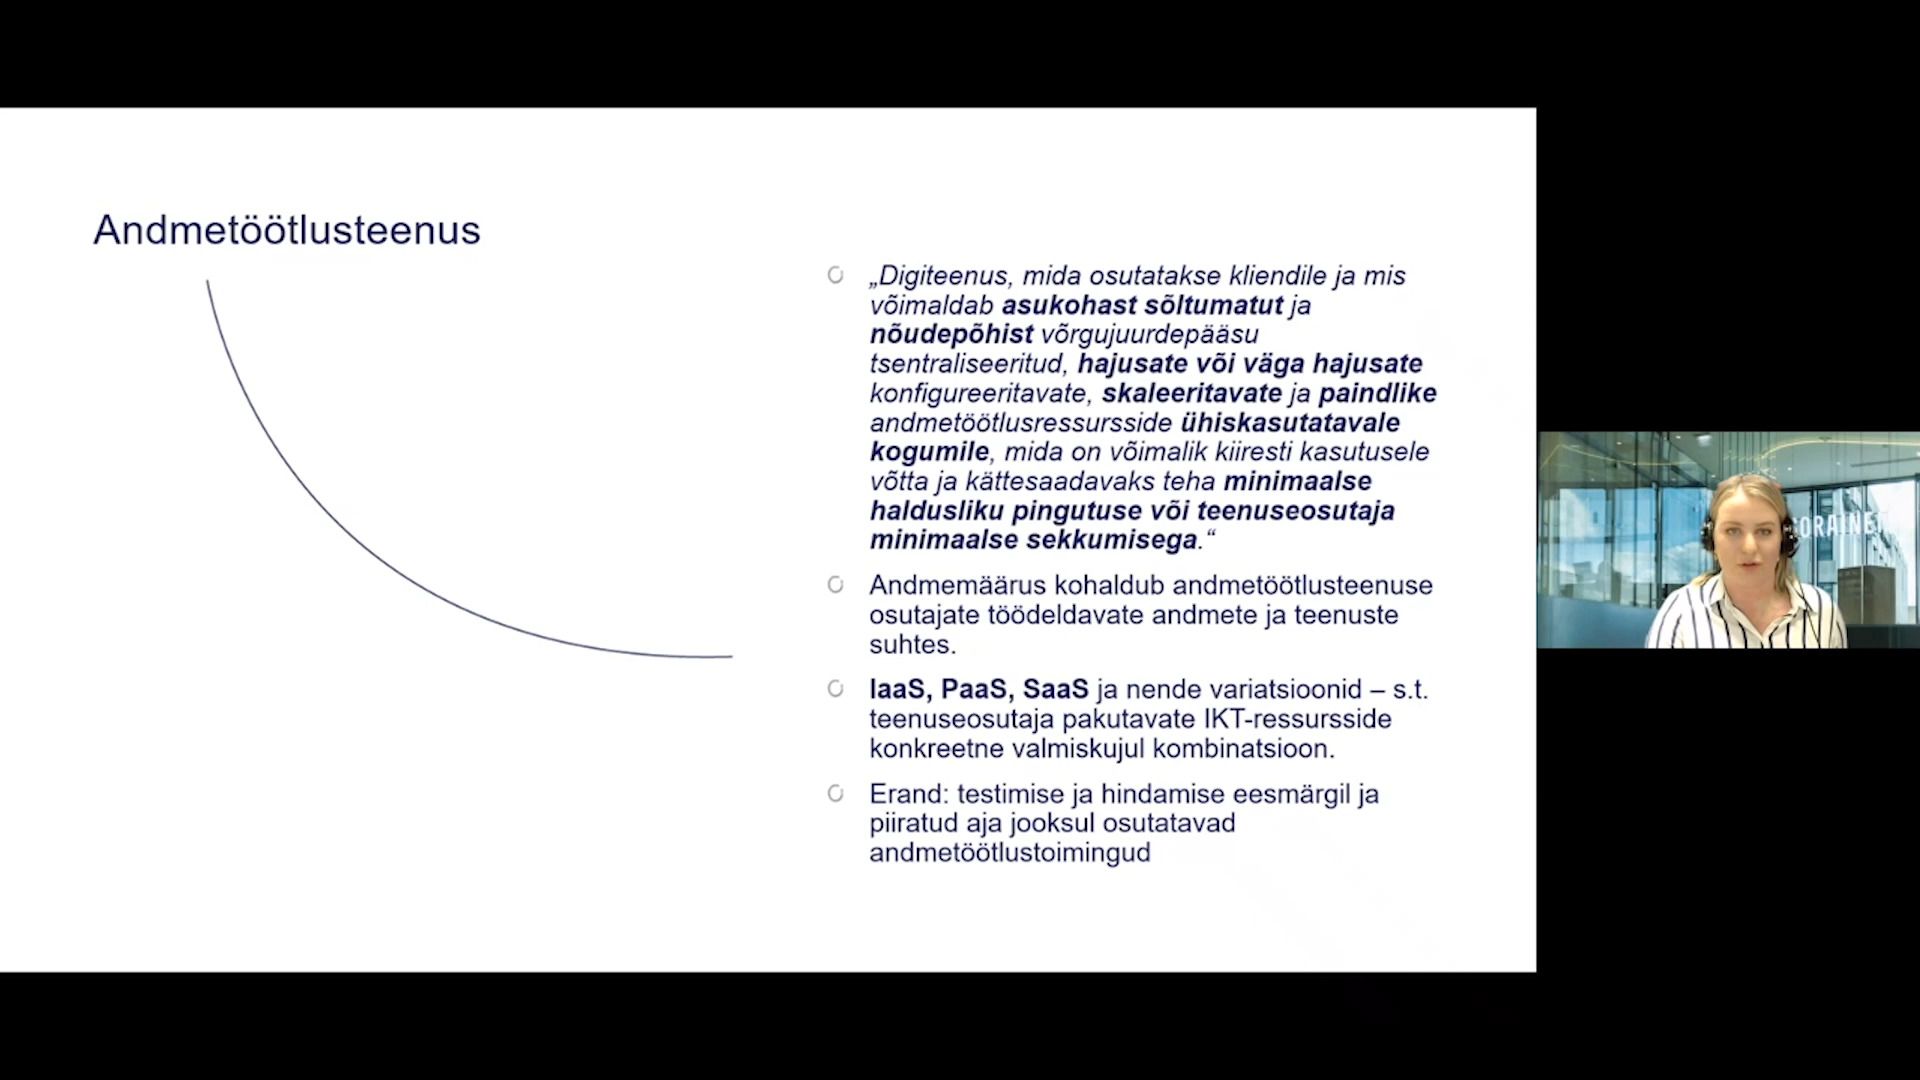 Andmetöötlusteenus
„Digiteenus, mida osutatakse kliendile ja mis
võimaldab asukohast sõltumatut ja
nõudepõhist võrgujuurdepääsu
tsentraliseeritud, hajusate või väga hajusate
konfigureeritavate, skaleeritavate ja paindlike
andmetöötlusressursside ühiskasutatavale
kogumile, mida on võimalik kiiresti kasutusele
võtta ja kättesaadavaks teha minimaalse
haldusliku pingutuse või teenuseosutaja
minimaalse sekkumisega.“
Andmemäärus kohaldub andmetöötlusteenuse
osutajate töödeldavate andmete ja teenuste
suhtes.
IaaS, PaaS, SaaS ja nende variatsioonid – s.t.
teenuseosutaja pakutavate IKT-ressursside
konkreetne valmiskujul kombinatsioon.
Erand: testimise ja hindamise eesmärgil ja
piiratud aja jooksul osutatavad
andmetöötlustoimingud
SORAINEN